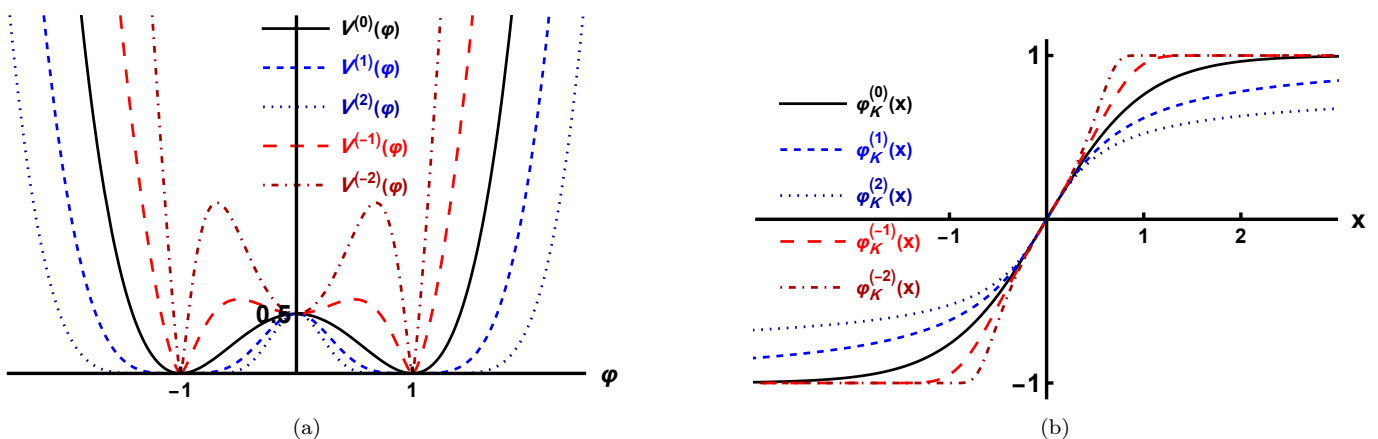 V^(0)(φ)
V^(1)(φ)
V^(2)(φ)
V^(-1)(φ)
V^(-2)(φ)
0.5
−1
1
φ
(a)
1
φ_K^(0)(x)
φ_K^(1)(x)
φ_K^(2)(x)
φ_K^(-1)(x)
φ_K^(-2)(x)
−1
1
2
x
−1
(b)